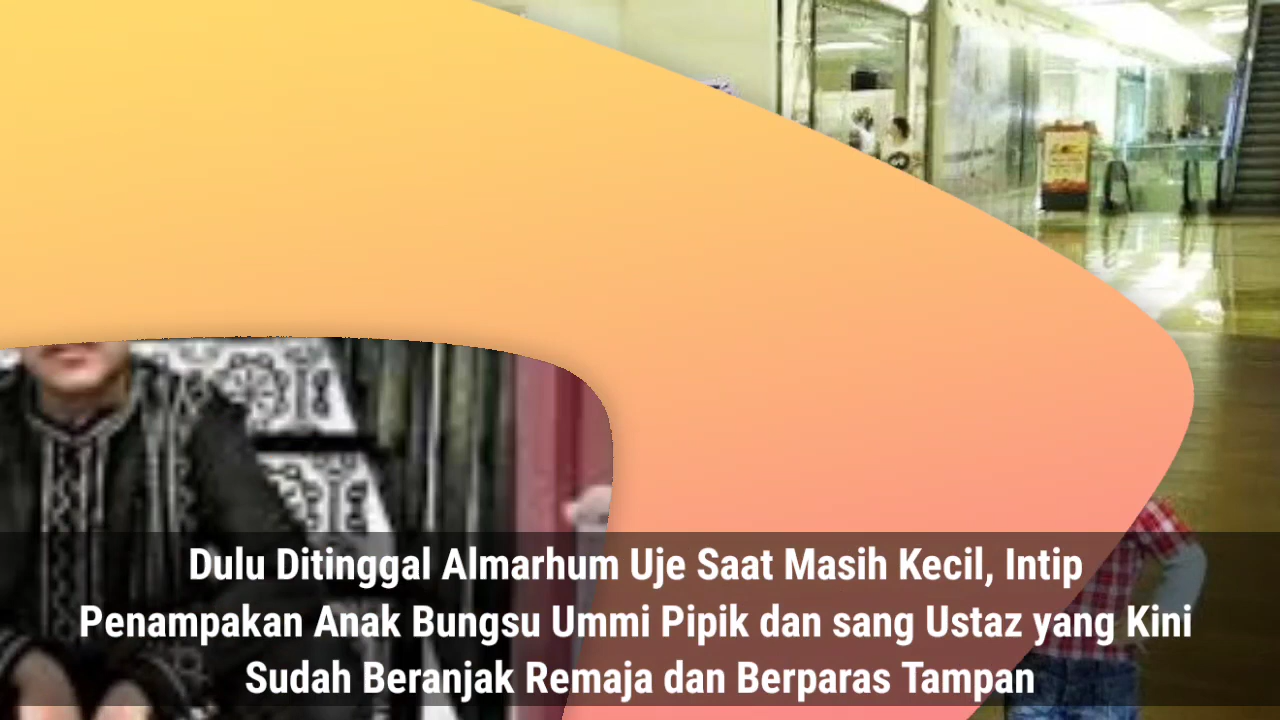 Dulu Ditinggal Almarhum Uje Saat Masih Kecil, Intip
Penampakan Anak Bungsu Ummi Pipik dan sang Ustaz yang Kini
Sudah Beranjak Remaja dan Berparas Tampan